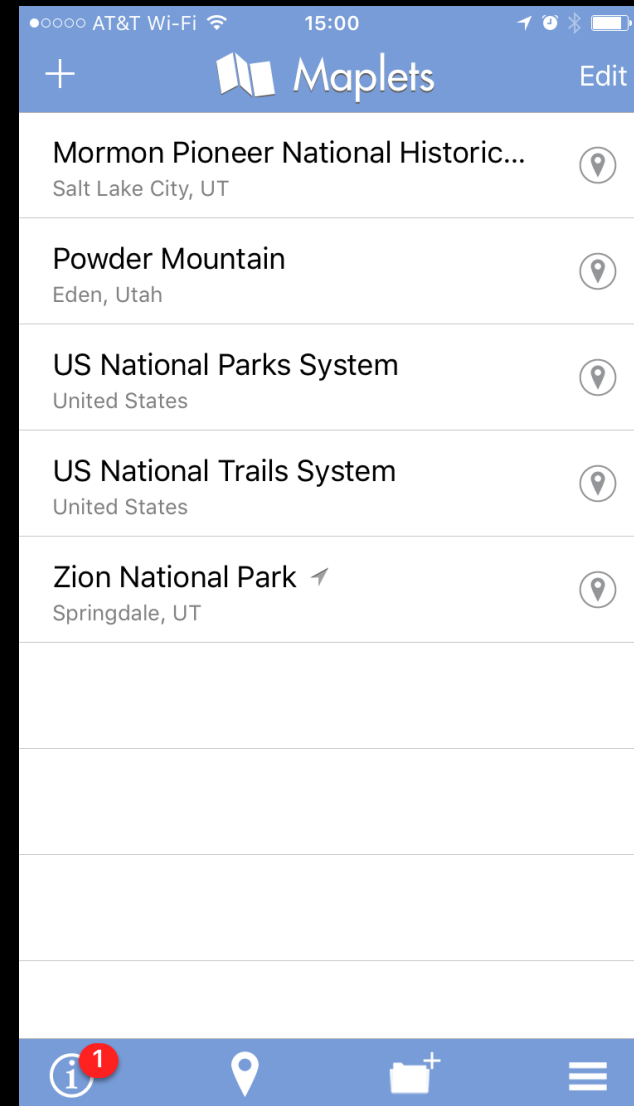 AT&T Wi-Fi 15:00
Maplets Edit
Mormon Pioneer National Historic...
Salt Lake City, UT
Powder Mountain
Eden, Utah
US National Parks System
United States
US National Trails System
United States
Zion National Park
Springdale, UT
1